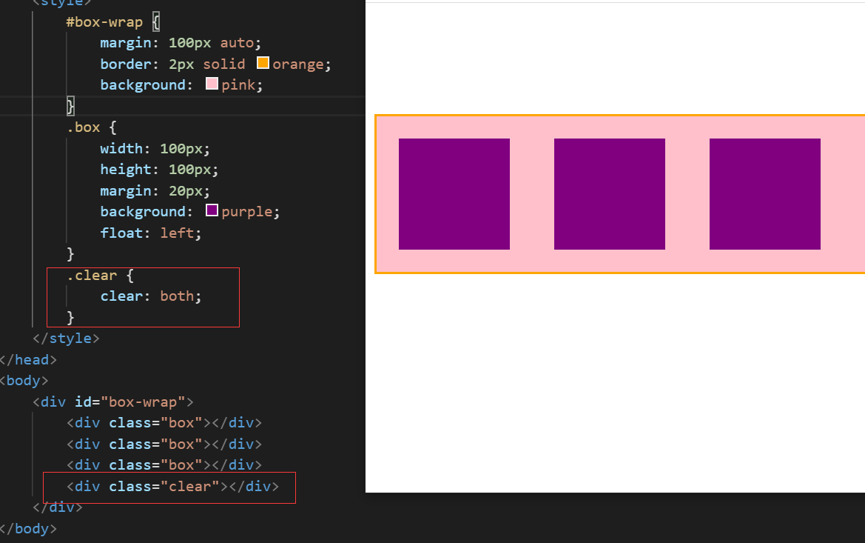 <style>
#box-wrap {
margin: 100px auto;
border: 2px solid orange;
background: pink;
}
.box {
width: 100px;
height: 100px;
margin: 20px;
background: purple;
float: left;
}
.clear {
clear: both;
}
</style>
</head>
<body>
<div id="box-wrap">
<div class="box"></div>
<div class="box"></div>
<div class="box"></div>
<div class="clear"></div>
</div>
</body>